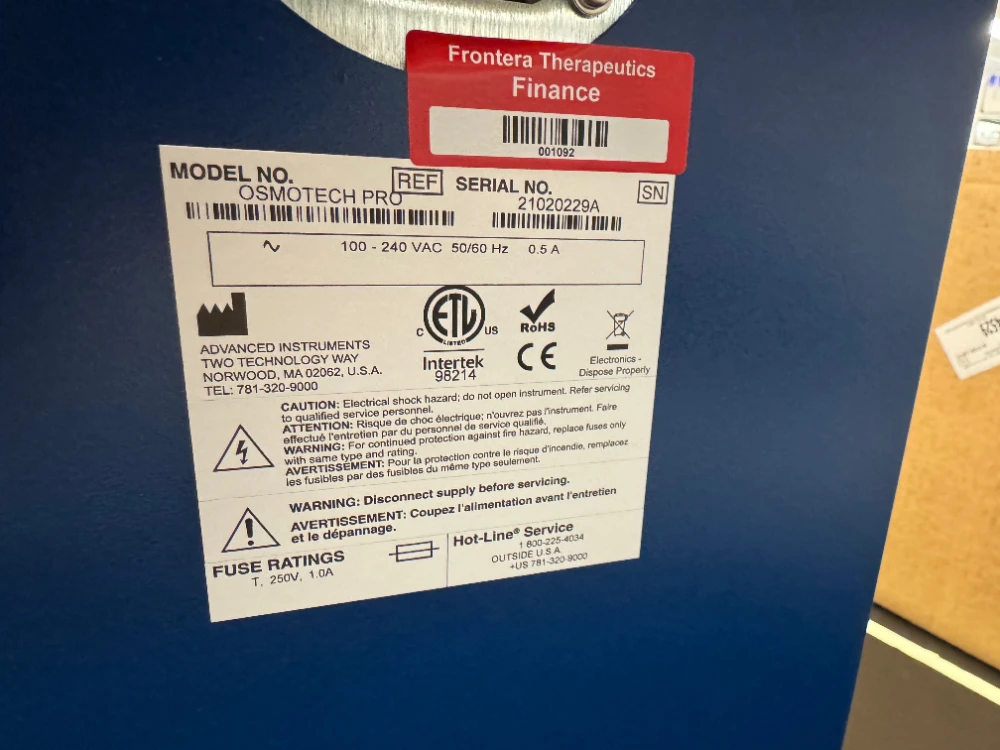 Frontera Therapeutics
Finance
001092
MODEL NO. REF SERIAL NO. SN
OSMOTECH PRO 21020229A
100 - 240 VAC 50/60 Hz 0.5 A
ETL
LISTED
C US
Intertek
98214
RoHS
CE
Electronics -
Dispose Properly
ADVANCED INSTRUMENTS
TWO TECHNOLOGY WAY
NORWOOD, MA 02062, U.S.A.
TEL: 781-320-9000
CAUTION: Electrical shock hazard; do not open instrument. Refer servicing
to qualified service personnel.
ATTENTION: Risque de choc électrique; n'ouvrez pas l'instrument. Faire
effectué l'entretien par du personnel de service qualifié.
WARNING: For continued protection against fire hazard, replace fuses only
with same type and rating.
AVERTISSEMENT: Pour la protection contre le risque d'incendie, remplacez
les fusibles par des fusibles du même type seulement.
WARNING: Disconnect supply before servicing.
AVERTISSEMENT: Coupez l'alimentation avant l'entretien
et le dépannage.
FUSE RATINGS
T, 250V, 1.0A
Hot-Line® Service
1 800-225-4034
OUTSIDE U.S.A.
+US 781-320-9000